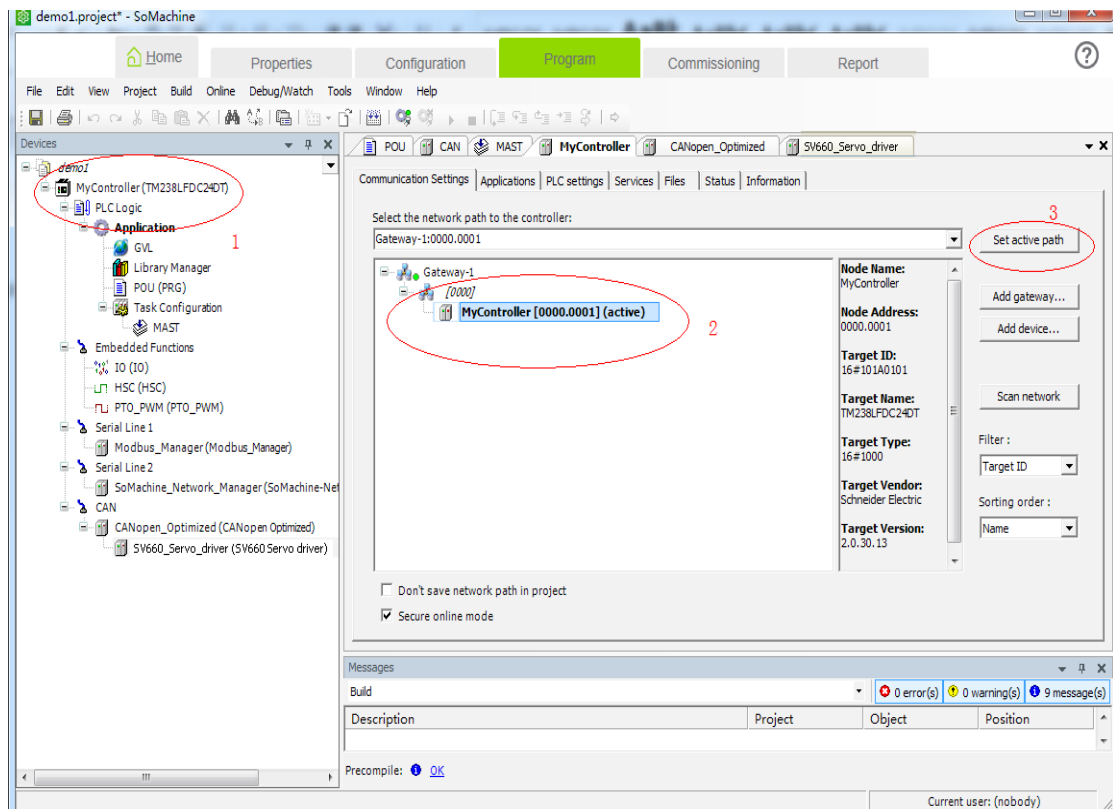 demo1.project* - SoMachine
Home
Properties
Configuration
Program
Commissioning
Report
File Edit View Project Build Online Debug/Watch Tools Window Help
Devices
demo1
MyController (TM238LFDC24DT)
PLC Logic
Application
1
GVL
Library Manager
POU (PRG)
Task Configuration
MAST
Embedded Functions
IO (IO)
HSC (HSC)
PTO_PWM (PTO_PWM)
Serial Line 1
Modbus_Manager (Modbus_Manager)
Serial Line 2
SoMachine_Network_Manager (SoMachine-Net
CAN
CANopen_Optimized (CANopen Optimized)
SV660_Servo_driver (SV660 Servo driver)
POU CAN MAST MyController CANopen_Optimized SV660_Servo_driver
Communication Settings Applications PLC settings Services Files Status Information
Select the network path to the controller:
3
Gateway-1:0000.0001
Set active path
Gateway-1
[0000]
MyController [0000.0001] (active)
2
Node Name:
MyController
Node Address:
0000.0001
Target ID:
16#101A0101
Target Name:
TM238LFDC24DT
Target Type:
16#1000
Target Vendor:
Schneider Electric
Target Version:
2.0.30.13
Add gateway...
Add device...
Scan network
Filter :
Target ID
Sorting order :
Name
Don't save network path in project
Secure online mode
Messages
Build
0 error(s) 0 warning(s) 9 message(s)
Description Project Object Position
Precompile: OK
Current user: (nobody)